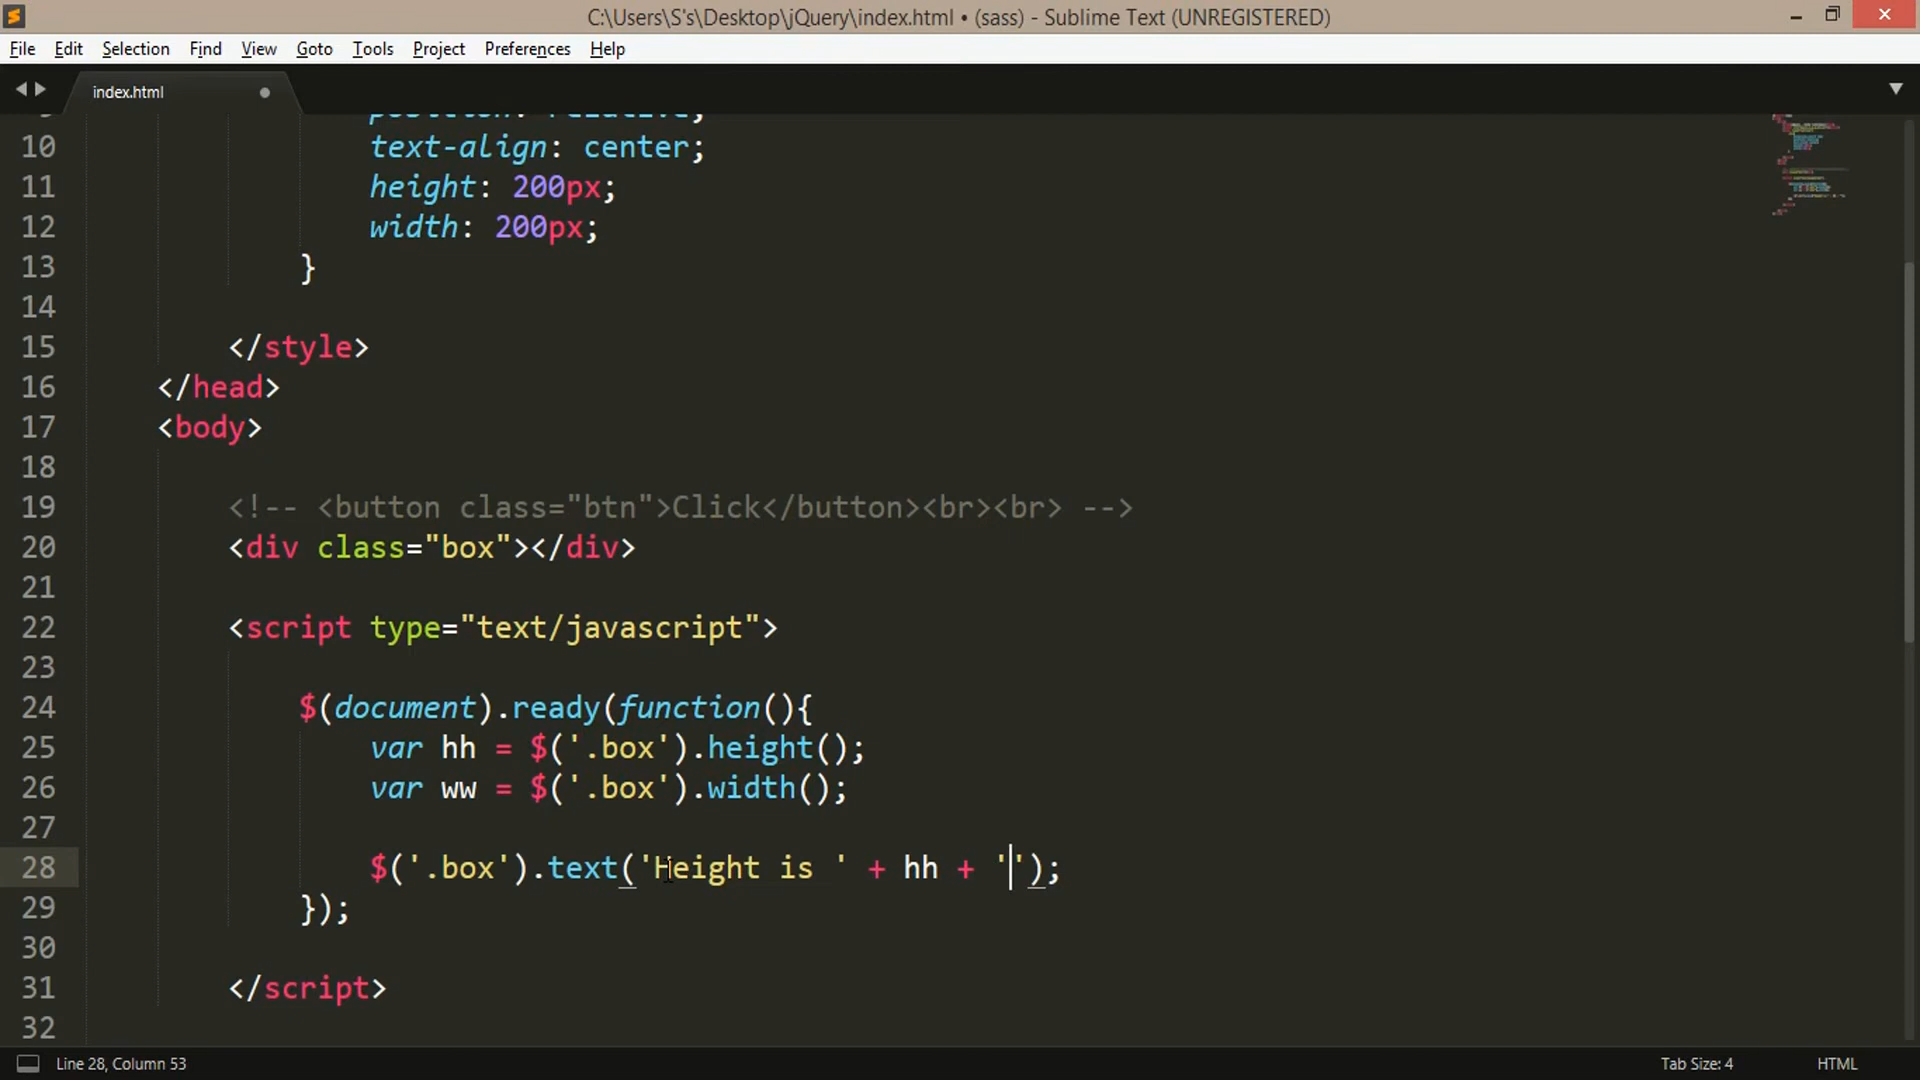 C:\Users\S's\Desktop\jQuery\index.html • (sass) - Sublime Text (UNREGISTERED)
File Edit Selection Find View Goto Tools Project Preferences Help
index.html
10 text-align: center;
11 height: 200px;
12 width: 200px;
13 }
14
15 </style>
16 </head>
17 <body>
18
19 <!-- <button class="btn">Click</button><br><br> -->
20 <div class="box"></div>
21
22 <script type="text/javascript">
23
24 $(document).ready(function(){
25 var hh = $('.box').height();
26 var ww = $('.box').width();
27
28 $('.box').text('Height is ' + hh + '');
29 });
30
31 </script>
32
Line 28, Column 53 Tab Size: 4 HTML